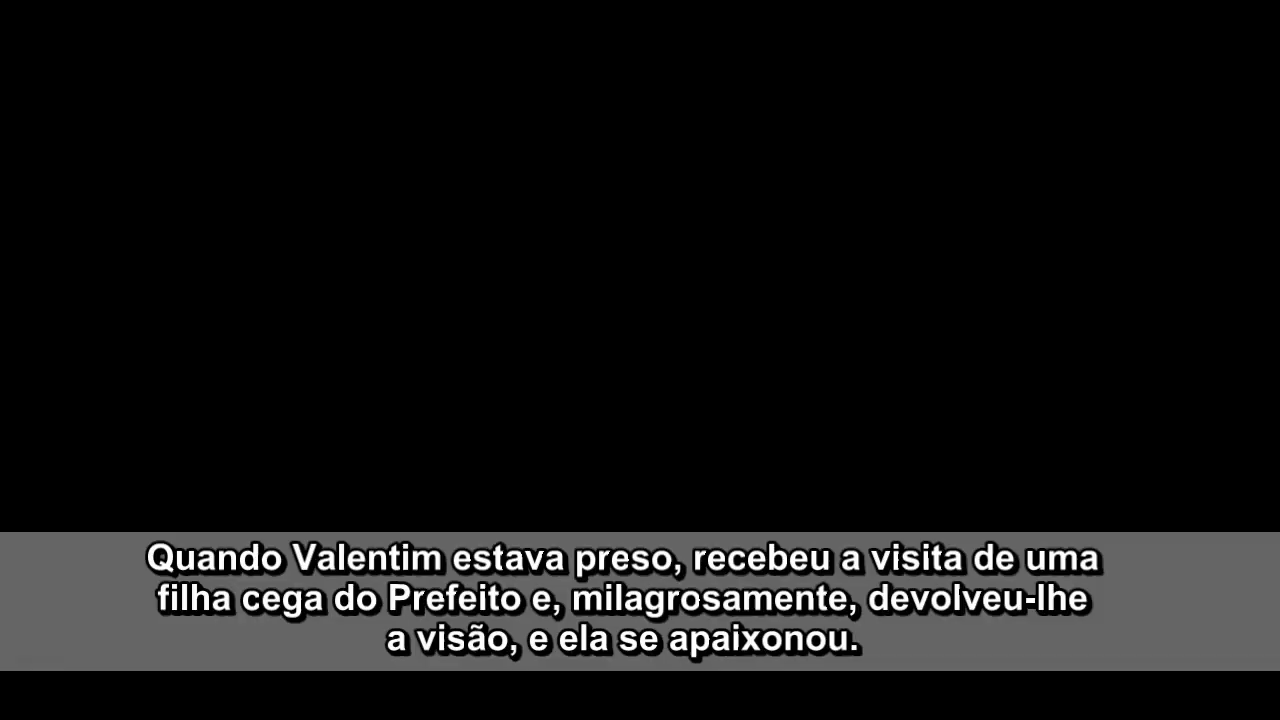 Quando Valentim estava preso, recebeu a visita de uma
filha cega do Prefeito e, milagrosamente, devolveu-lhe
a visão, e ela se apaixonou.